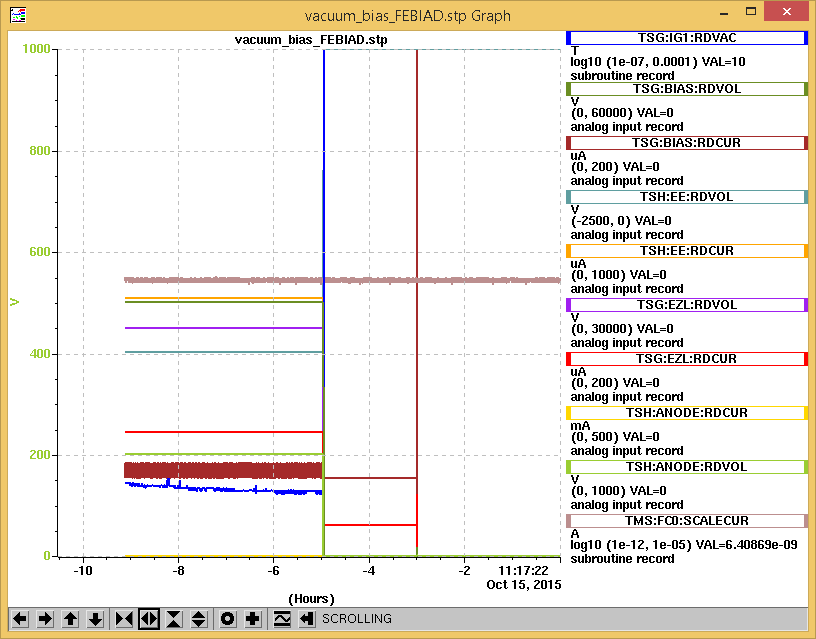 vacuum_bias_FEBIAD.stp Graph
vacuum_bias_FEBIAD.stp
1000
800
600
400
200
0
V
-10
-8
-6
-4
-2
11:17:22
Oct 15, 2015
(Hours)
TSG:IG1:RDVAC
T
log10 (1e-07, 0.0001) VAL=10
subroutine record
TSG:BIAS:RDVOL
V
(0, 60000) VAL=0
analog input record
TSG:BIAS:RDCUR
uA
(0, 200) VAL=0
analog input record
TSH:EE:RDVOL
V
(-2500, 0) VAL=0
analog input record
TSH:EE:RDCUR
uA
(0, 1000) VAL=0
analog input record
TSG:EZL:RDVOL
V
(0, 30000) VAL=0
analog input record
TSG:EZL:RDCUR
uA
(0, 200) VAL=0
analog input record
TSH:ANODE:RDCUR
mA
(0, 500) VAL=0
analog input record
TSH:ANODE:RDVOL
V
(0, 1000) VAL=0
analog input record
TMS:FC0:SCALECUR
A
log10 (1e-12, 1e-05) VAL=6.40869e-09
subroutine record
SCROLLING